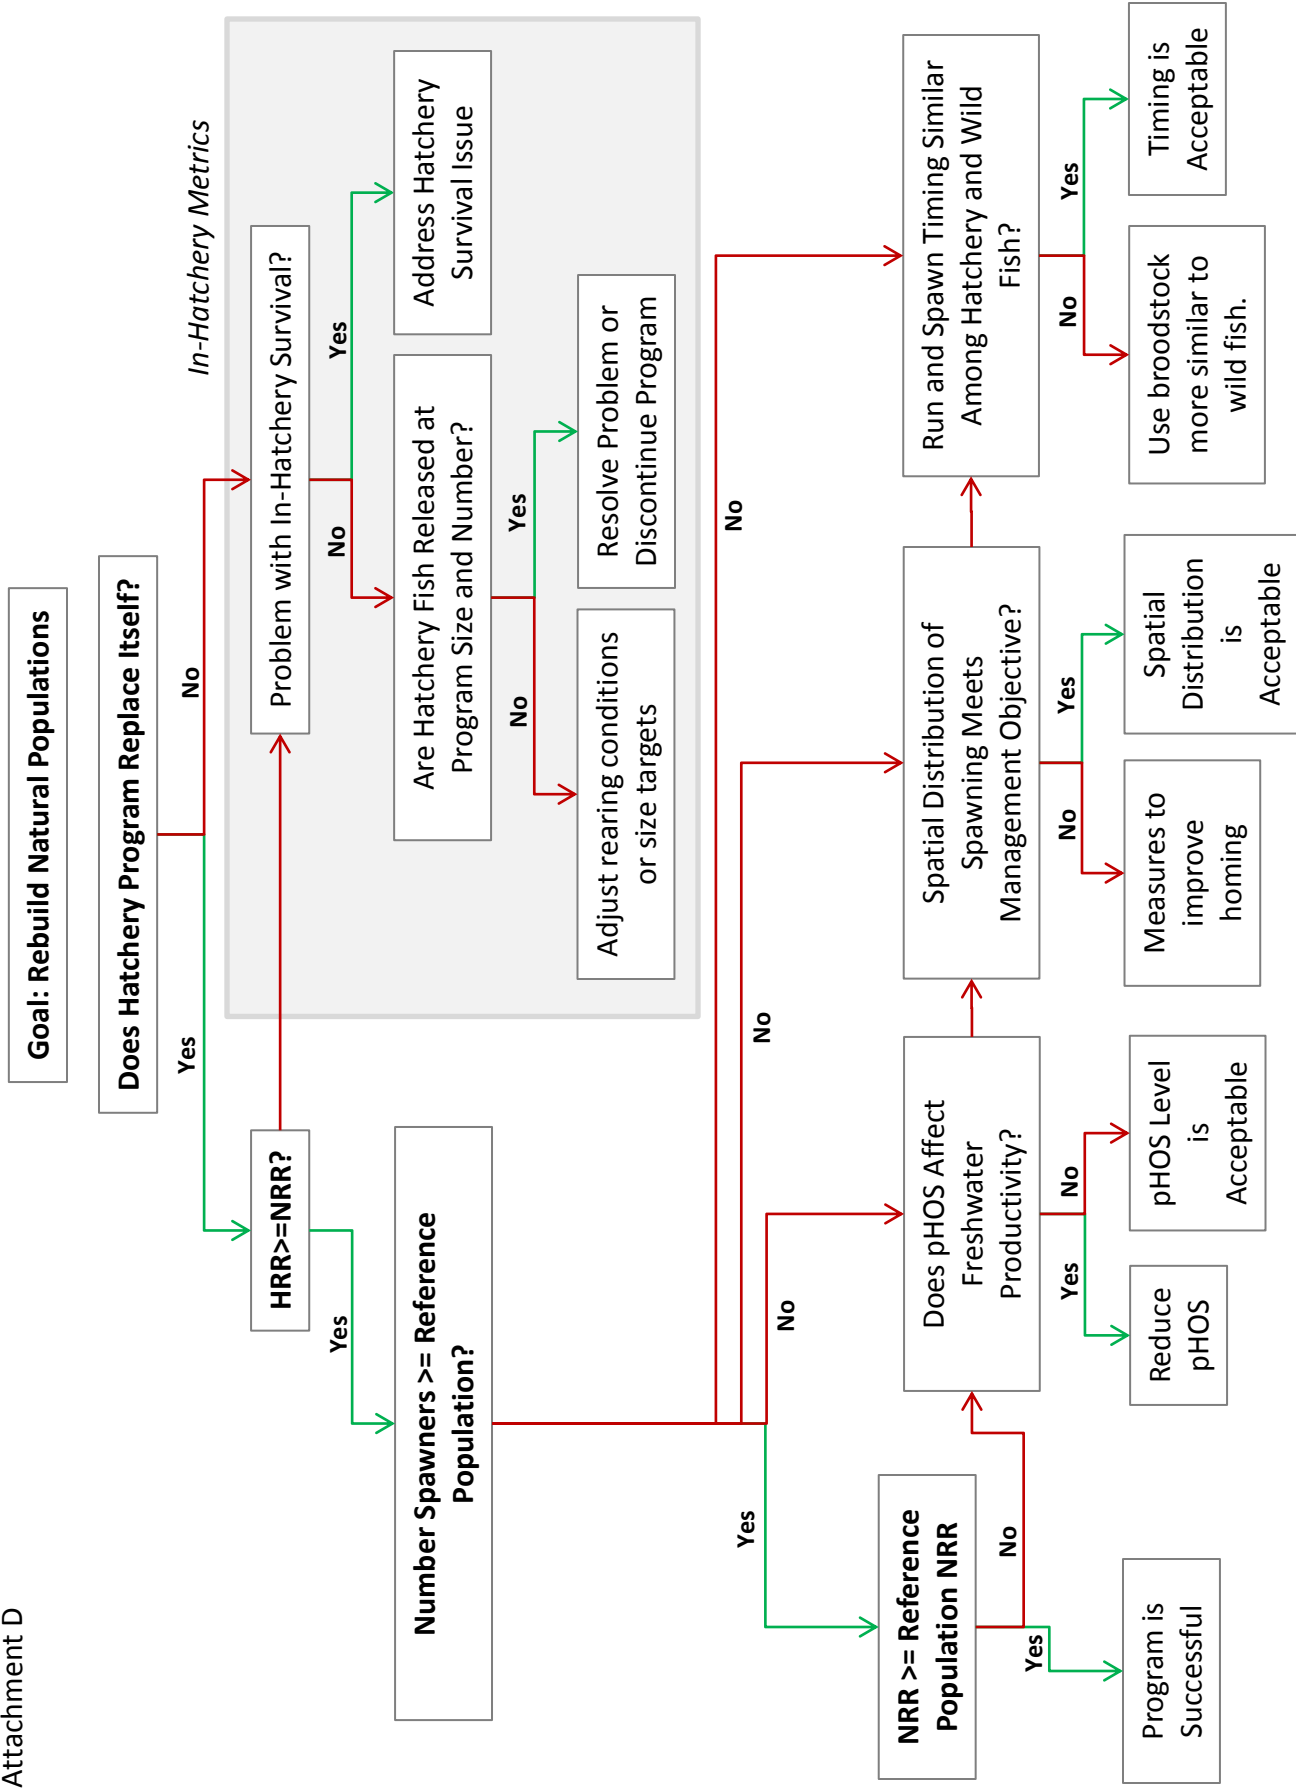 Attachment D
Goal: Rebuild Natural Populations
Does Hatchery Program Replace Itself?
Yes
No
In-Hatchery Metrics
HRR>=NRR?
Problem with In-Hatchery Survival?
Yes
No
Yes
Number Spawners >= Reference
Population?
Are Hatchery Fish Released at
Program Size and Number?
Address Hatchery
Survival Issue
No
Yes
Adjust rearing conditions
or size targets
Resolve Problem or
Discontinue Program
Yes
No
No
No
NRR >= Reference
Population NRR
Does pHOS Affect
Freshwater
Productivity?
Spatial Distribution of
Spawning Meets
Management Objective?
Run and Spawn Timing Similar
Among Hatchery and Wild
Fish?
Yes
No
Yes
No
No
Yes
No
Yes
Program is
Successful
Reduce
pHOS
pHOS Level
is
Acceptable
Measures to
improve
homing
Spatial
Distribution
is
Acceptable
Use broodstock
more similar to
wild fish.
Timing is
Acceptable